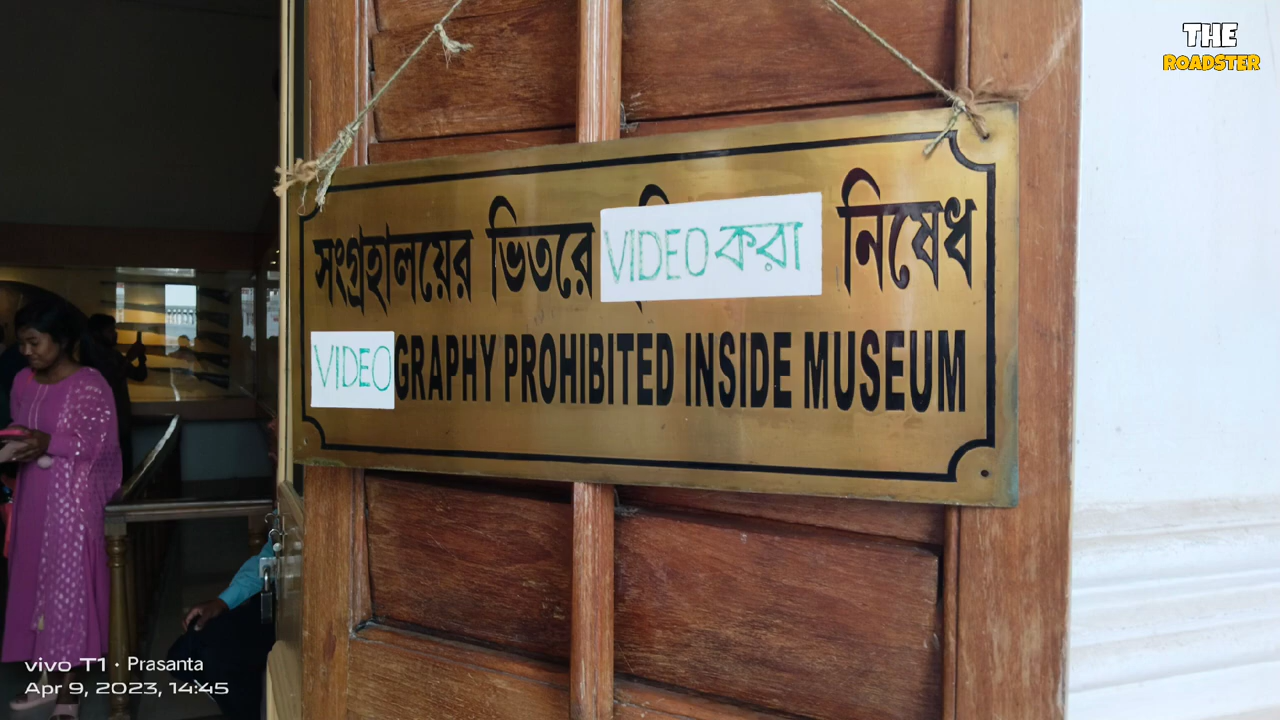 THE
ROADSTER
সংগ্রহালয়ের ভিতরে VIDEO করা নিষেধ
VIDEOGRAPHY PROHIBITED INSIDE MUSEUM
vivo T1 · Prasanta
Apr 9, 2023, 14:45